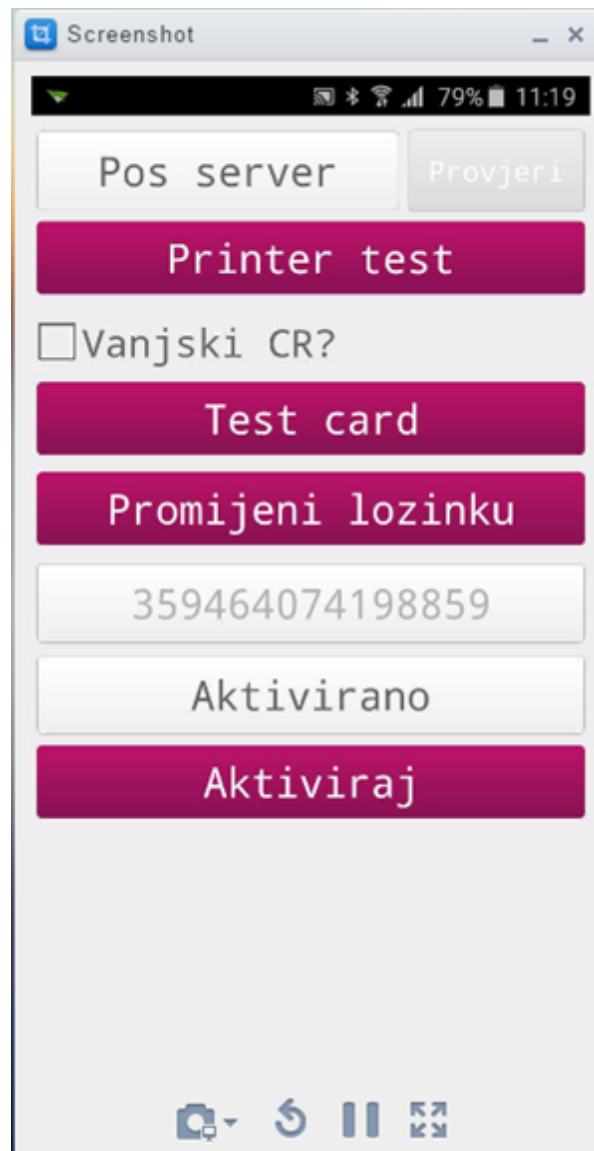 Screenshot
79% 11:19
Pos server Provjeri
Printer test
Vanjski CR?
Test card
Promijeni lozinku
359464074198859
Aktivirano
Aktiviraj